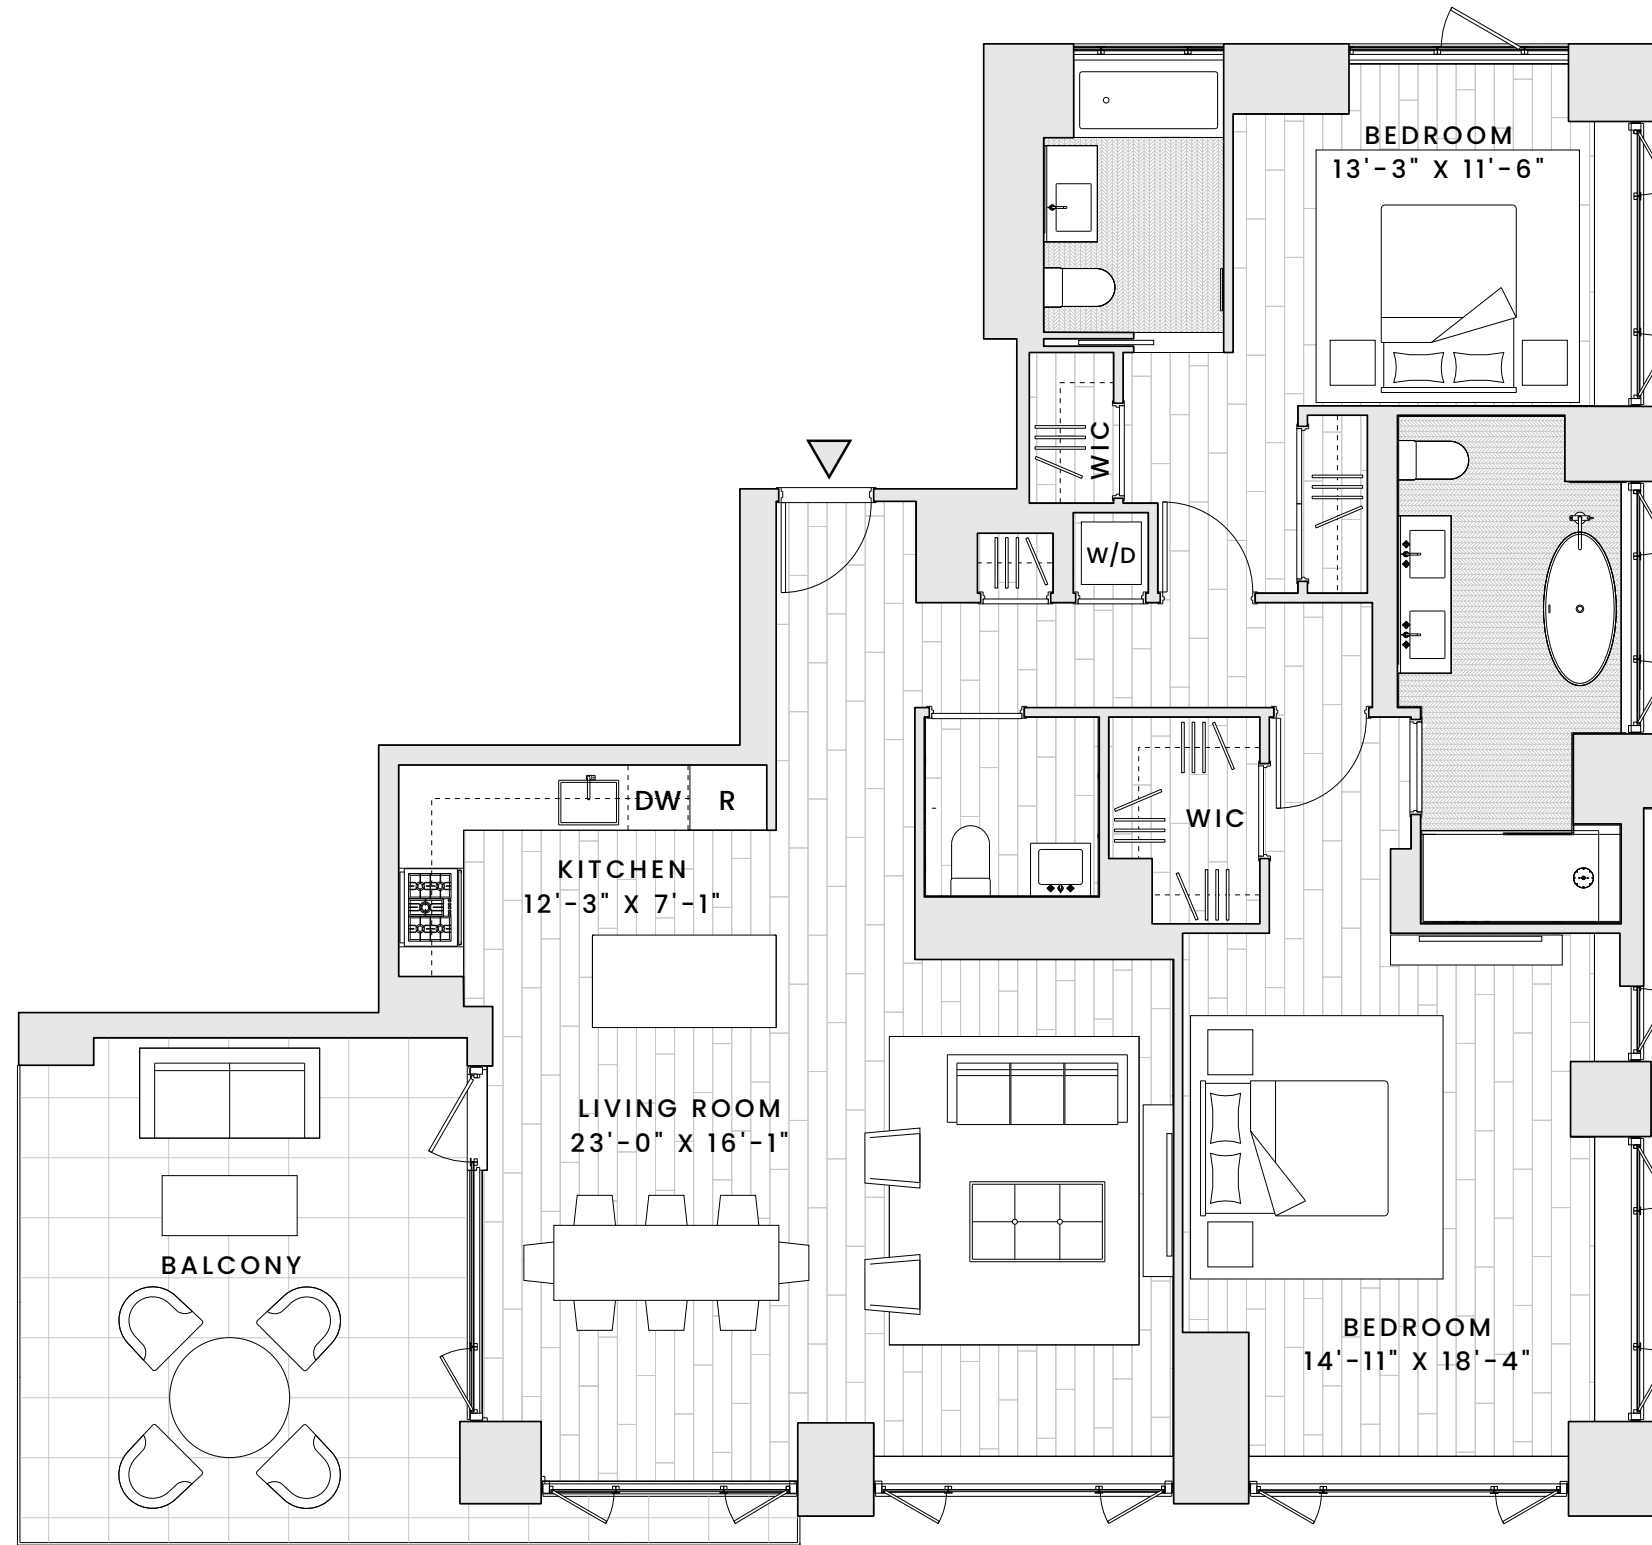 BEDROOM
13'-3" X 11'-6"
WIC
W/D
DW
R
WIC
KITCHEN
12'-3" X 7'-1"
LIVING ROOM
23'-0" X 16'-1"
BALCONY
BEDROOM
14'-11" X 18'-4"